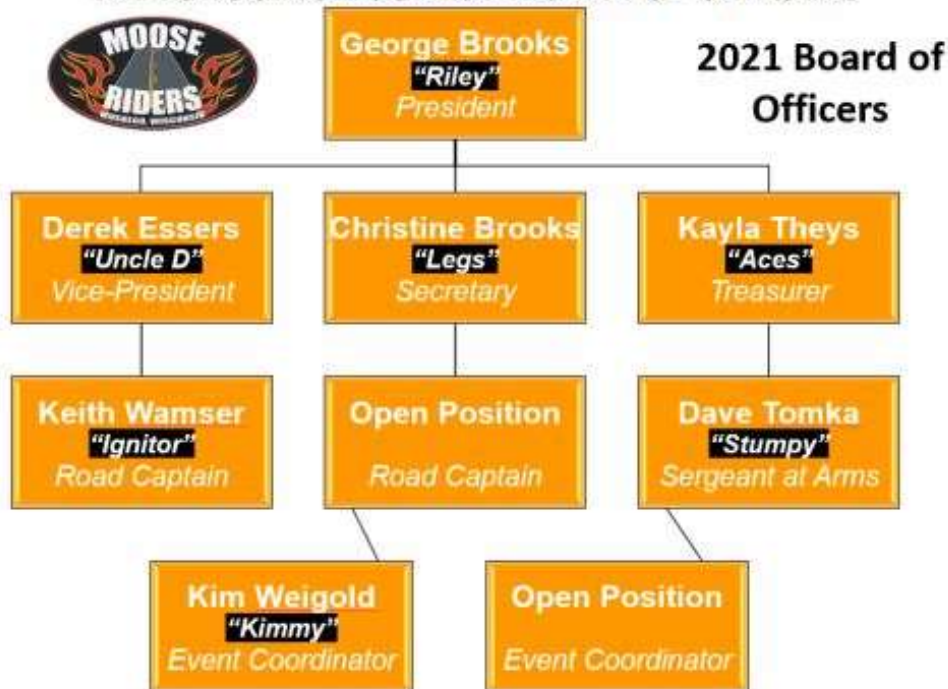 MOOSE
RIDERS
George Brooks
"Riley"
President
2021 Board of
Officers
Derek Essers
"Uncle D"
Vice-President
Christine Brooks
"Legs"
Secretary
Kayla Theys
"Aces"
Treasurer
Keith Wamser
"Ignitor"
Road Captain
Open Position
Road Captain
Dave Tomka
"Stumpy"
Sergeant at Arms
Kim Weigold
"Kimmy"
Event Coordinator
Open Position
Event Coordinator